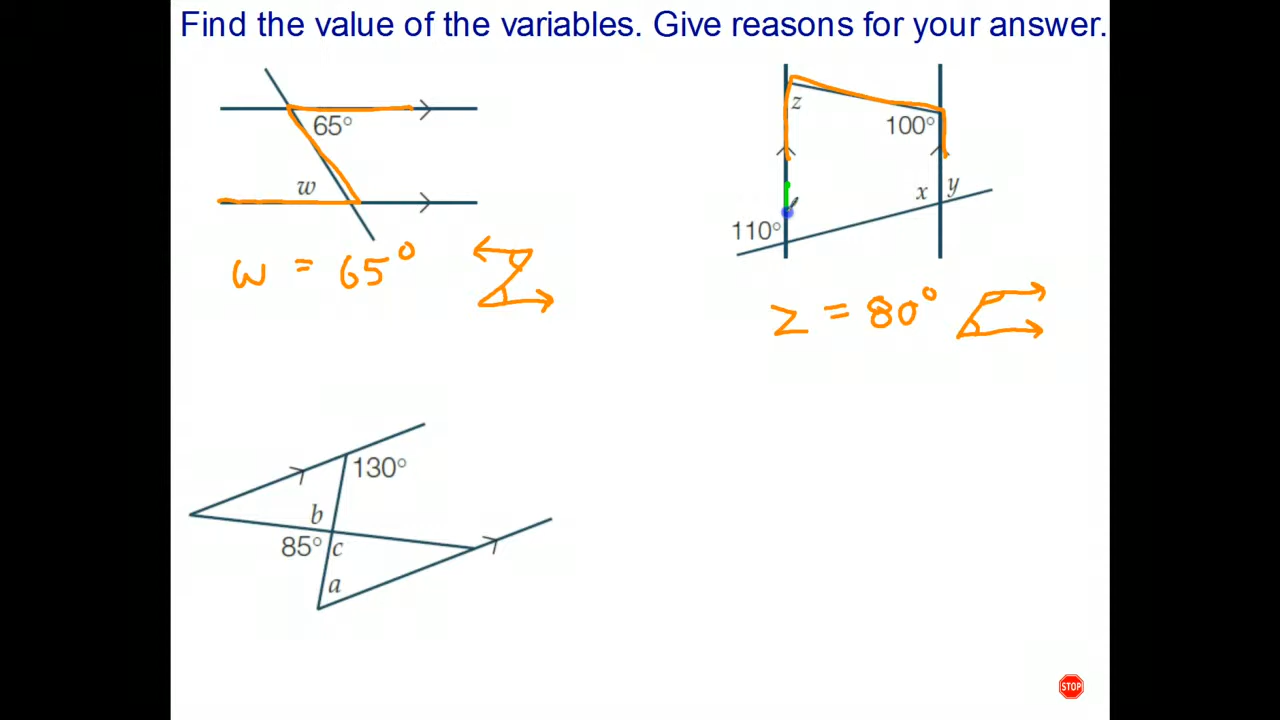 Find the value of the variables. Give reasons for your answer.
65°
w
w = 65°
z
100°
x y
110°
z = 80°
130°
b
85° c
a
STOP